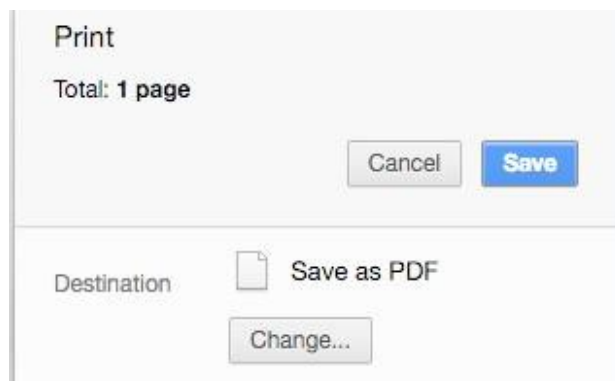 Print
Total: 1 page
Cancel Save
Destination Save as PDF
Change...